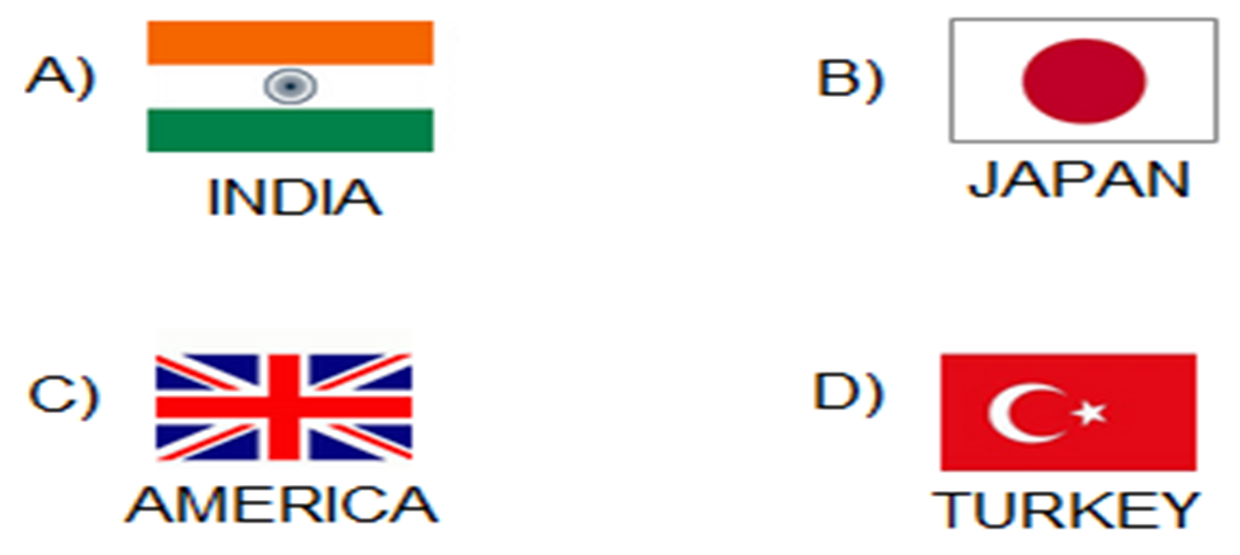 A)
B)
INDIA
JAPAN
C)
D)
AMERICA
TURKEY